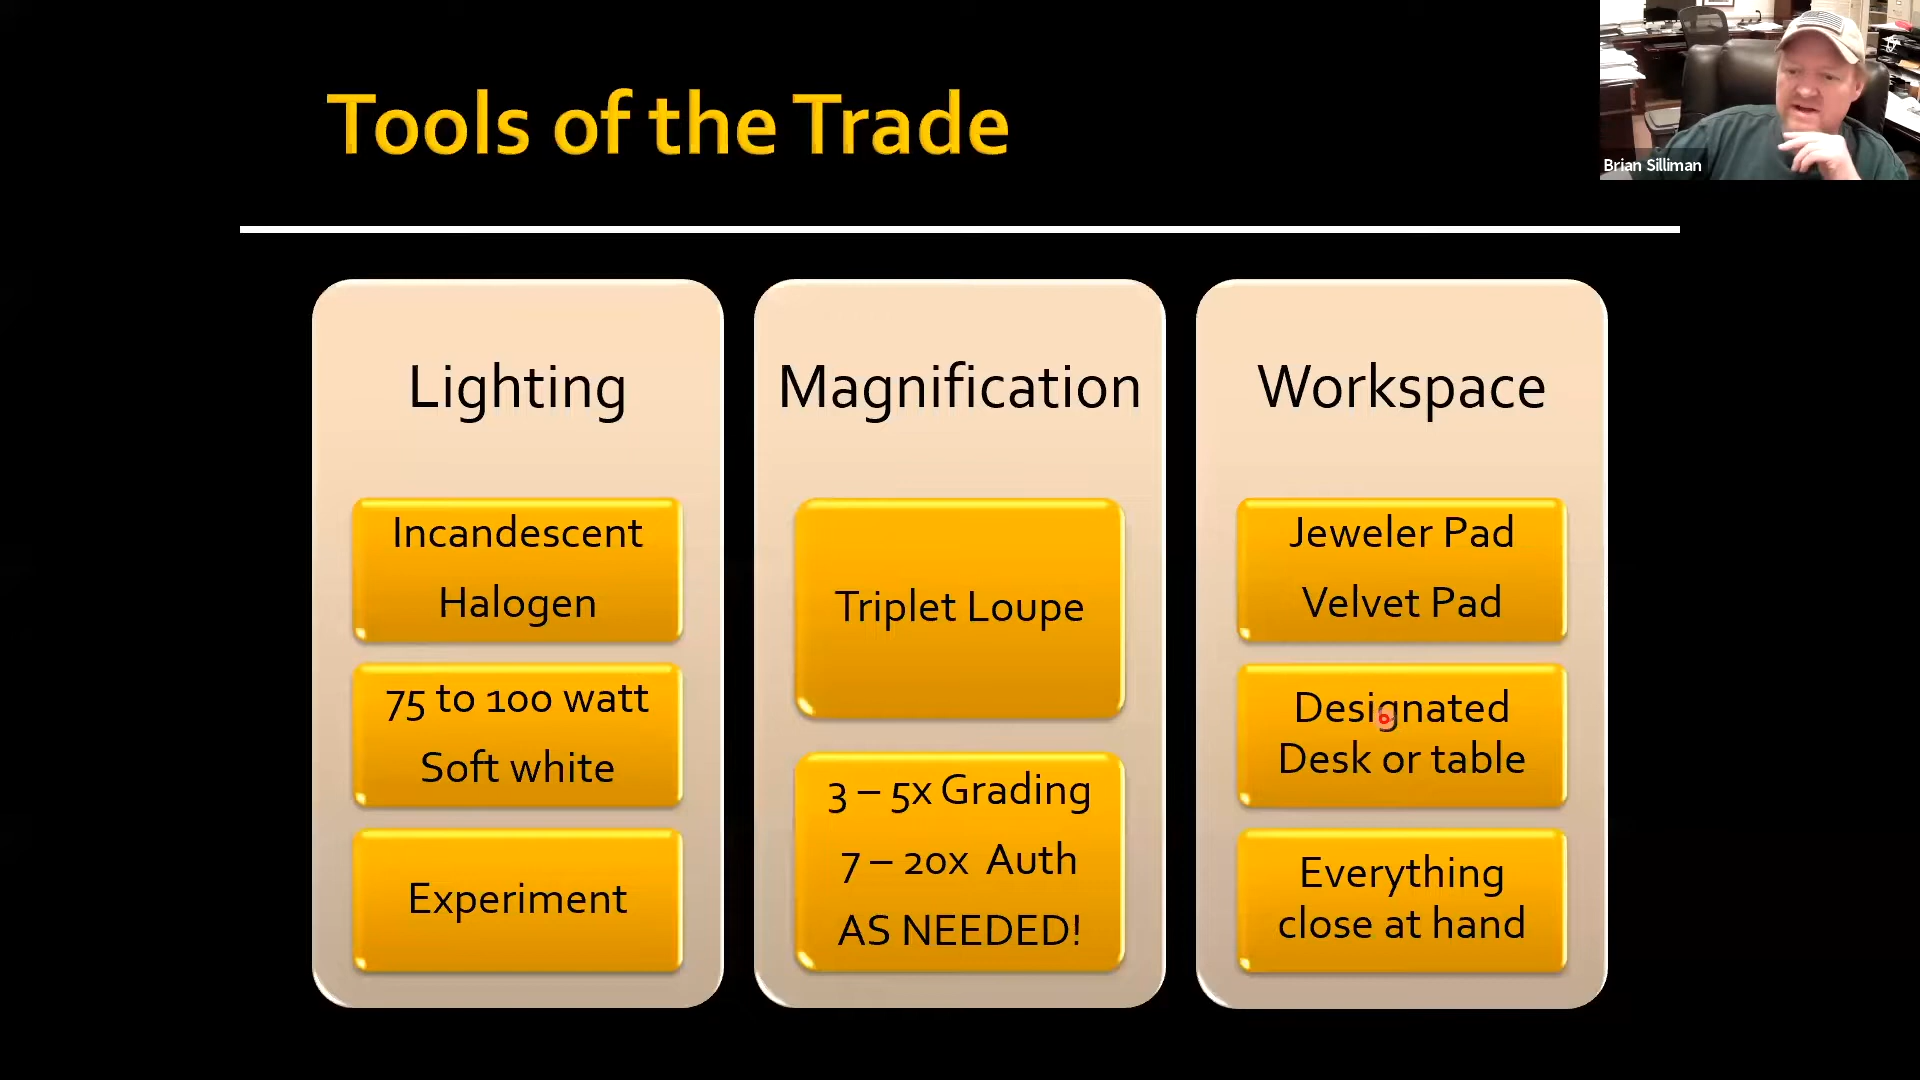 Tools of the Trade
Brian Silliman
Lighting
Incandescent
Halogen
75 to 100 watt
Soft white
Experiment
Magnification
Triplet Loupe
3 – 5x Grading
7 – 20x Auth
AS NEEDED!
Workspace
Jeweler Pad
Velvet Pad
Designated
Desk or table
Everything
close at hand